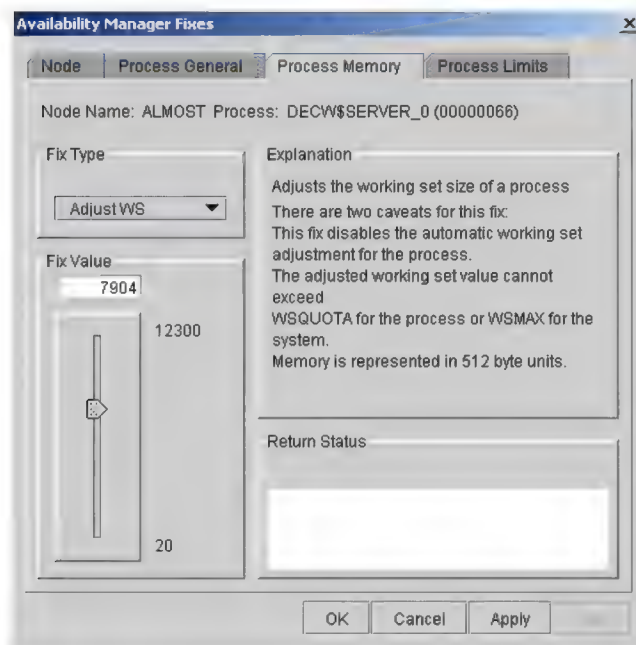 Availability Manager Fixes
Node
Process General
Process Memory
Process Limits
Node Name: ALMOST Process: DECW$SERVER_0 (00000066)
Fix Type
Adjust WS
Fix Value
7904
12300
20
Explanation
Adjusts the working set size of a process
There are two caveats for this fix:
This fix disables the automatic working set
adjustment for the process.
The adjusted working set value cannot
exceed
WSQUOTA for the process or WSMAX for the
system.
Memory is represented in 512 byte units.
Return Status
OK
Cancel
Apply